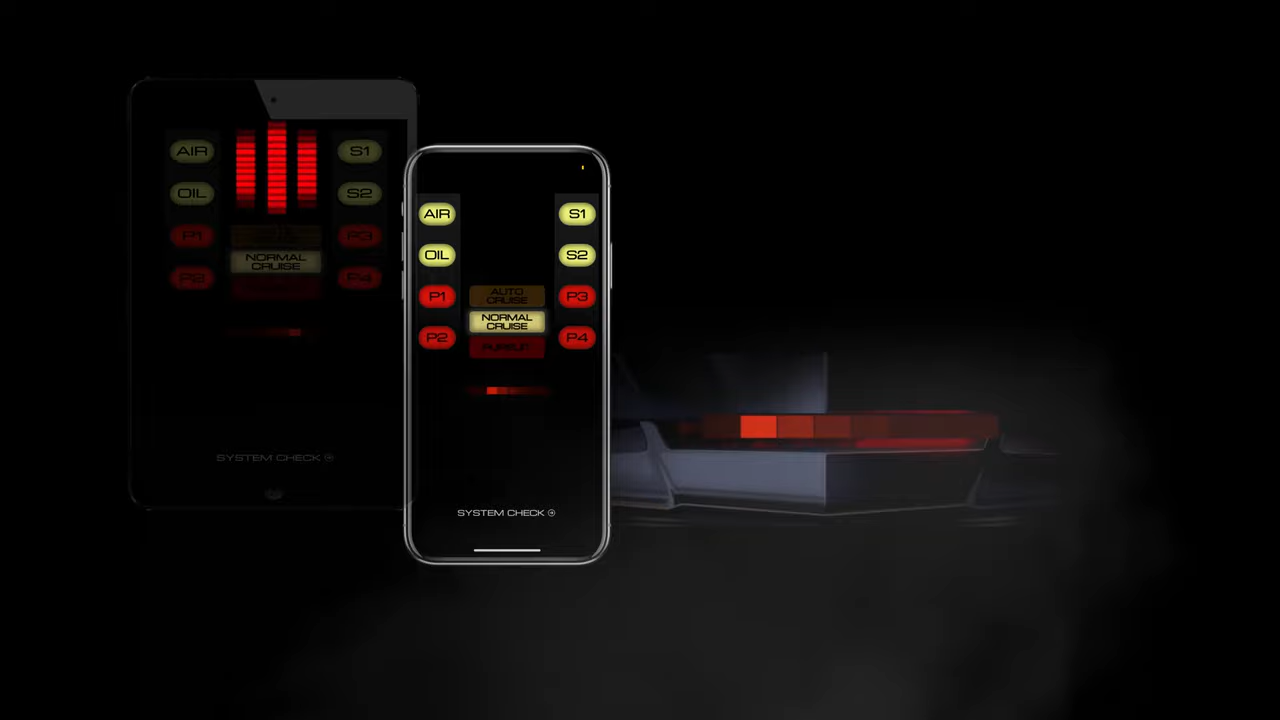 AIR
S1
OIL
S2
P1
P3
NORMAL
CRUISE
P2
P4
SYSTEM CHECK
AIR
S1
OIL
S2
P1
P3
AUTO
CRUISE
NORMAL
CRUISE
P2
P4
PURSUIT
SYSTEM CHECK